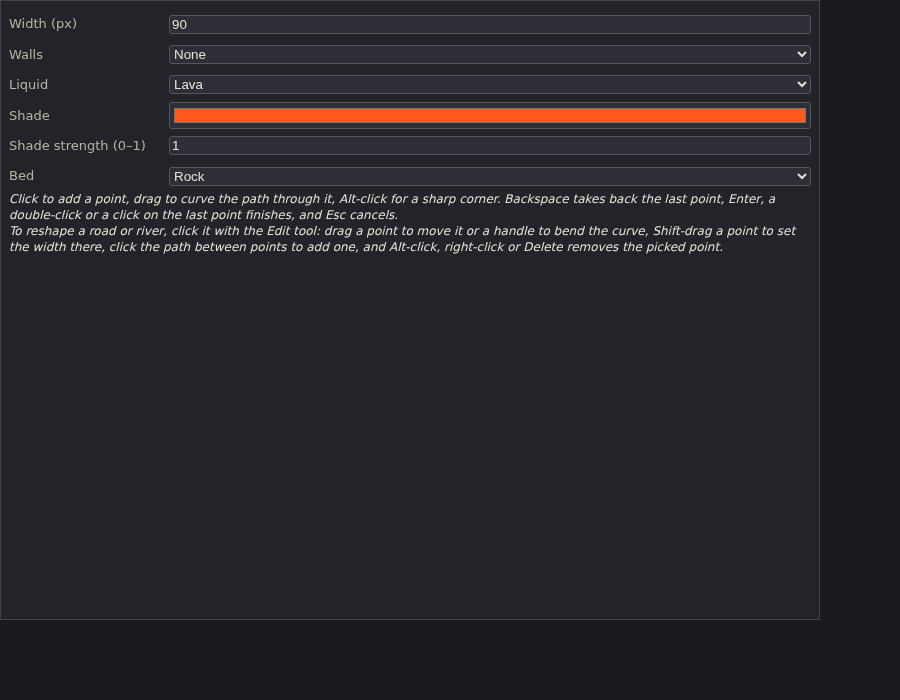 Width (px) 90
Walls None
Liquid Lava
Shade
Shade strength (0–1) 1
Bed Rock
Click to add a point, drag to curve the path through it, Alt-click for a sharp corner. Backspace takes back the last point, Enter, a
double-click or a click on the last point finishes, and Esc cancels.
To reshape a road or river, click it with the Edit tool: drag a point to move it or a handle to bend the curve, Shift-drag a point to set
the width there, click the path between points to add one, and Alt-click, right-click or Delete removes the picked point.